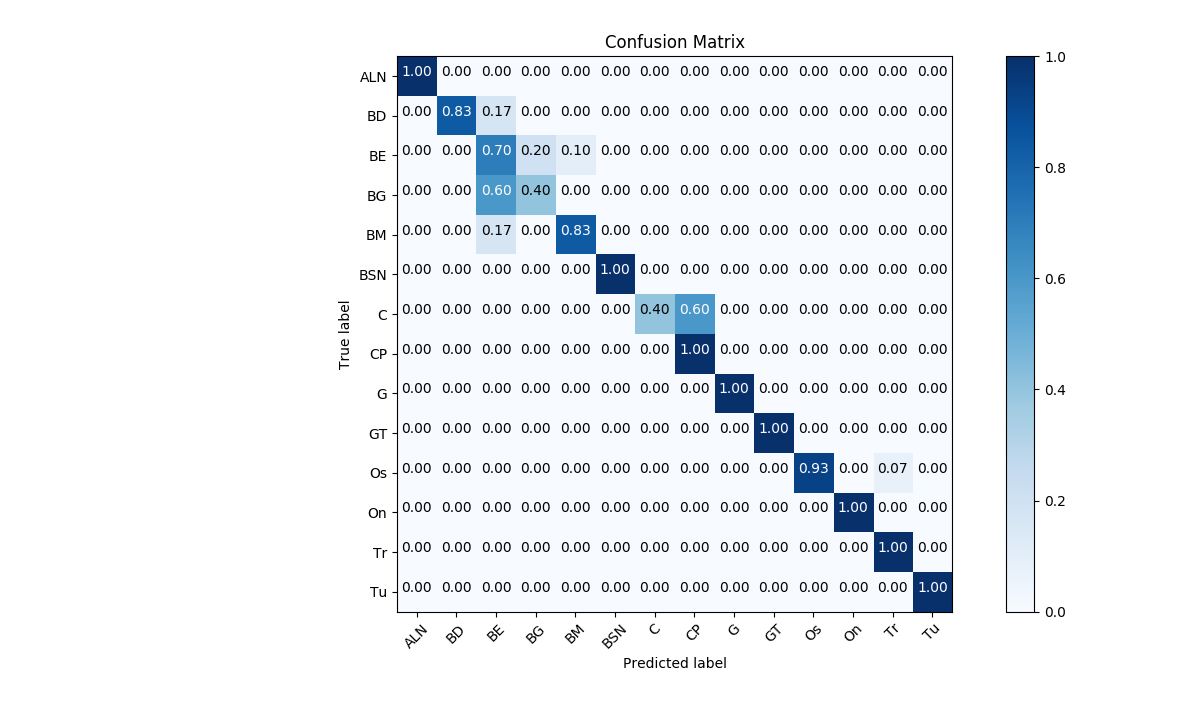 Confusion Matrix
ALN 1.00 0.00 0.00 0.00 0.00 0.00 0.00 0.00 0.00 0.00 0.00 0.00 0.00 0.00 1.0
BD 0.00 0.83 0.17 0.00 0.00 0.00 0.00 0.00 0.00 0.00 0.00 0.00 0.00 0.00
BE 0.00 0.00 0.70 0.20 0.10 0.00 0.00 0.00 0.00 0.00 0.00 0.00 0.00 0.00 0.8
BG 0.00 0.00 0.60 0.40 0.00 0.00 0.00 0.00 0.00 0.00 0.00 0.00 0.00 0.00
BM 0.00 0.00 0.17 0.00 0.83 0.00 0.00 0.00 0.00 0.00 0.00 0.00 0.00 0.00
BSN 0.00 0.00 0.00 0.00 0.00 1.00 0.00 0.00 0.00 0.00 0.00 0.00 0.00 0.00 0.6
C 0.00 0.00 0.00 0.00 0.00 0.00 0.40 0.60 0.00 0.00 0.00 0.00 0.00 0.00
True label
CP 0.00 0.00 0.00 0.00 0.00 0.00 0.00 1.00 0.00 0.00 0.00 0.00 0.00 0.00
G 0.00 0.00 0.00 0.00 0.00 0.00 0.00 0.00 1.00 0.00 0.00 0.00 0.00 0.00 0.4
GT 0.00 0.00 0.00 0.00 0.00 0.00 0.00 0.00 0.00 1.00 0.00 0.00 0.00 0.00
Os 0.00 0.00 0.00 0.00 0.00 0.00 0.00 0.00 0.00 0.00 0.93 0.00 0.07 0.00
On 0.00 0.00 0.00 0.00 0.00 0.00 0.00 0.00 0.00 0.00 0.00 1.00 0.00 0.00 0.2
Tr 0.00 0.00 0.00 0.00 0.00 0.00 0.00 0.00 0.00 0.00 0.00 0.00 1.00 0.00
Tu 0.00 0.00 0.00 0.00 0.00 0.00 0.00 0.00 0.00 0.00 0.00 0.00 0.00 1.00 0.0
ALN BD BE BG BM BSN C CP G GT Os On Tr Tu
Predicted label